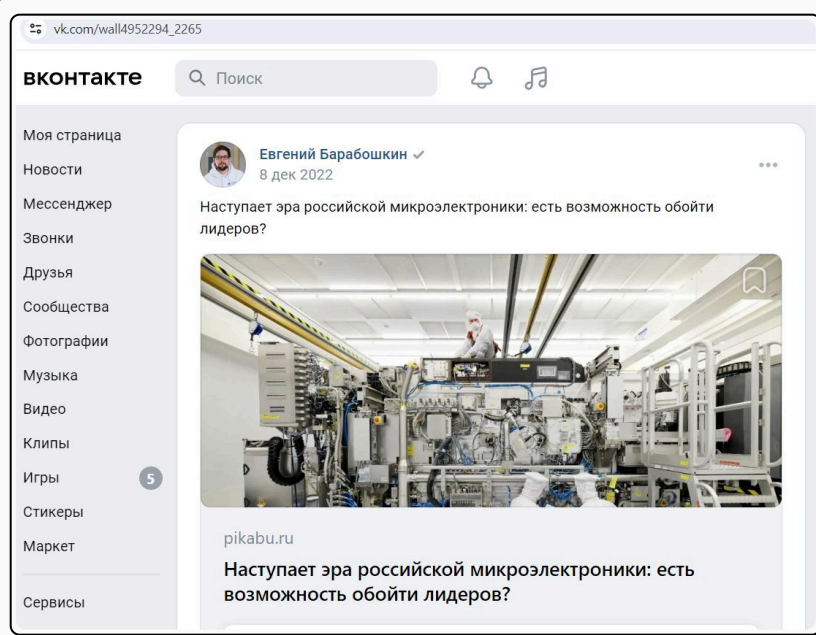 vk.com/wall4952294_2265
ВКОНТАКТЕ
Поиск
Моя страница
Новости
Мессенджер
Звонки
Друзья
Сообщества
Фотографии
Музыка
Видео
Клипы
Игры 5
Стикеры
Маркет
Сервисы
Евгений Барабошкин
8 дек 2022
Наступает эра российской микроэлектроники: есть возможность обойти
лидеров?
pikabu.ru
Наступает эра российской микроэлектроники: есть
возможность обойти лидеров?